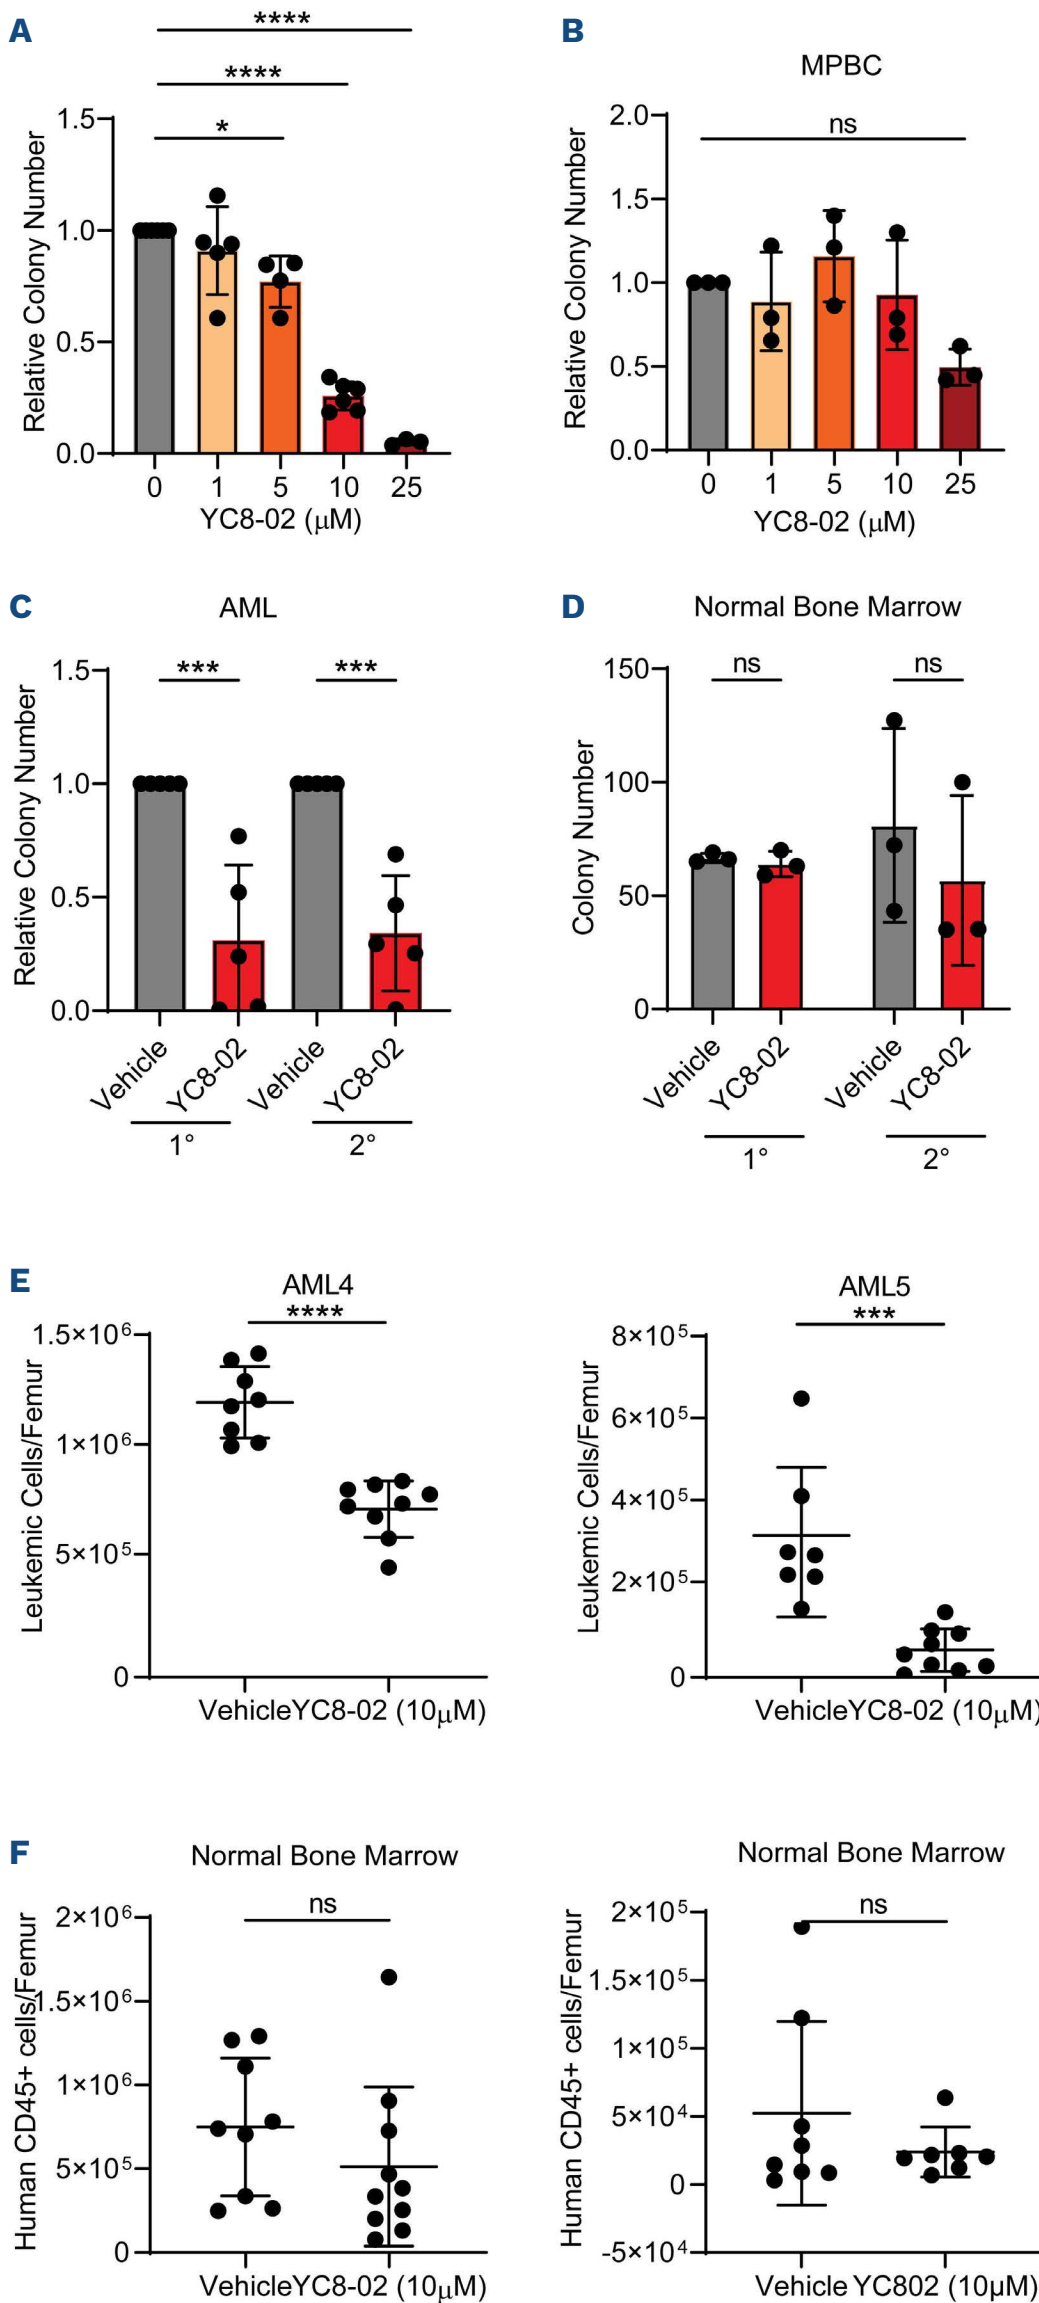 A
****
****
*
Relative Colony Number
1.5
1.0
0.5
0.0
0 1 5 10 25
YC8-02 (μM)
B
MPBC
ns
Relative Colony Number
2.0
1.5
1.0
0.5
0.0
0 1 5 10 25
YC8-02 (μM)
C
AML
*** ***
Relative Colony Number
1.5
1.0
0.5
0.0
Vehicle YC8-02 Vehicle YC8-02
1° 2°
D
Normal Bone Marrow
ns ns
Colony Number
150
100
50
0
Vehicle YC8-02 Vehicle YC8-02
1° 2°
E
AML4
****
Leukemic Cells/Femur
1.5×10⁶
1×10⁶
5×10⁵
0
VehicleYC8-02 (10μM)
AML5
***
Leukemic Cells/Femur
8×10⁵
6×10⁵
4×10⁵
2×10⁵
0
VehicleYC8-02 (10μM)
F
Normal Bone Marrow
ns
Human CD45+ cells/Femur
2×10⁶
1.5×10⁶
1×10⁶
5×10⁵
0
VehicleYC8-02 (10μM)
Normal Bone Marrow
ns
Human CD45+ cells/Femur
2×10⁵
1.5×10⁵
1×10⁵
5×10⁴
0
-5×10⁴
Vehicle YC802 (10μM)